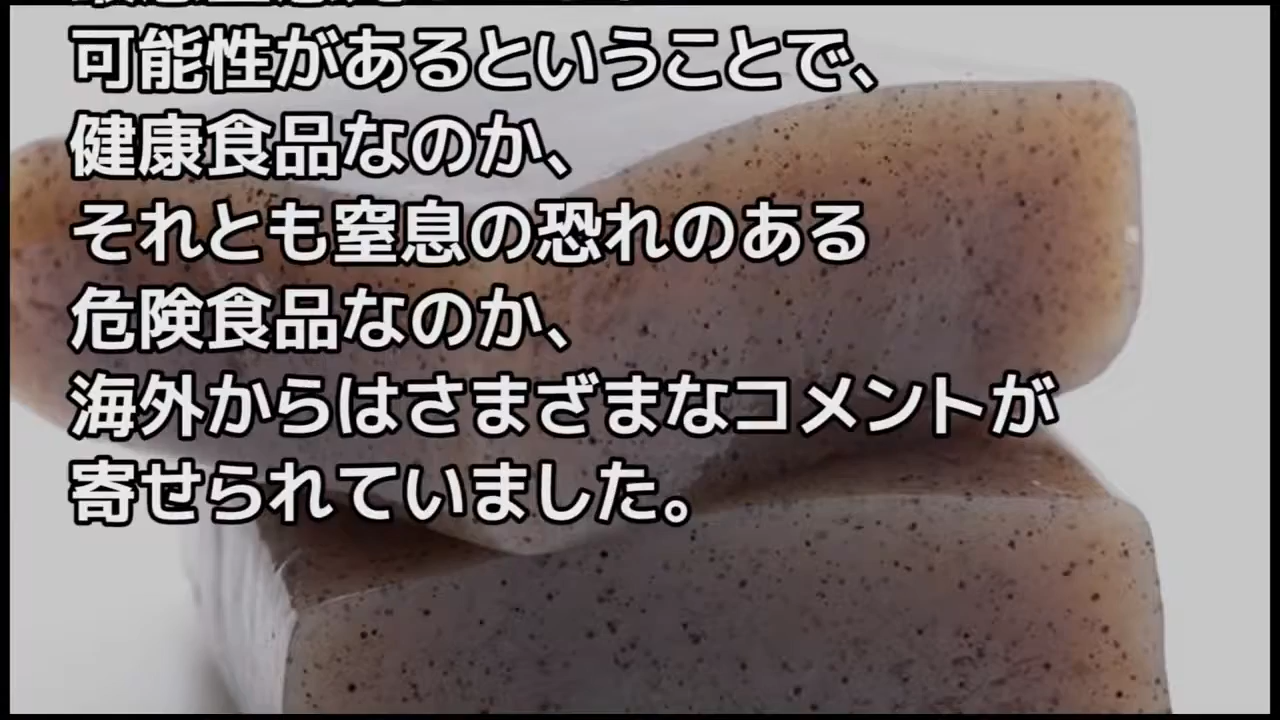 可能性があるということで、
健康食品なのか、
それとも窒息の恐れのある
危険食品なのか、
海外からはさまざまなコメントが
寄せられていました。